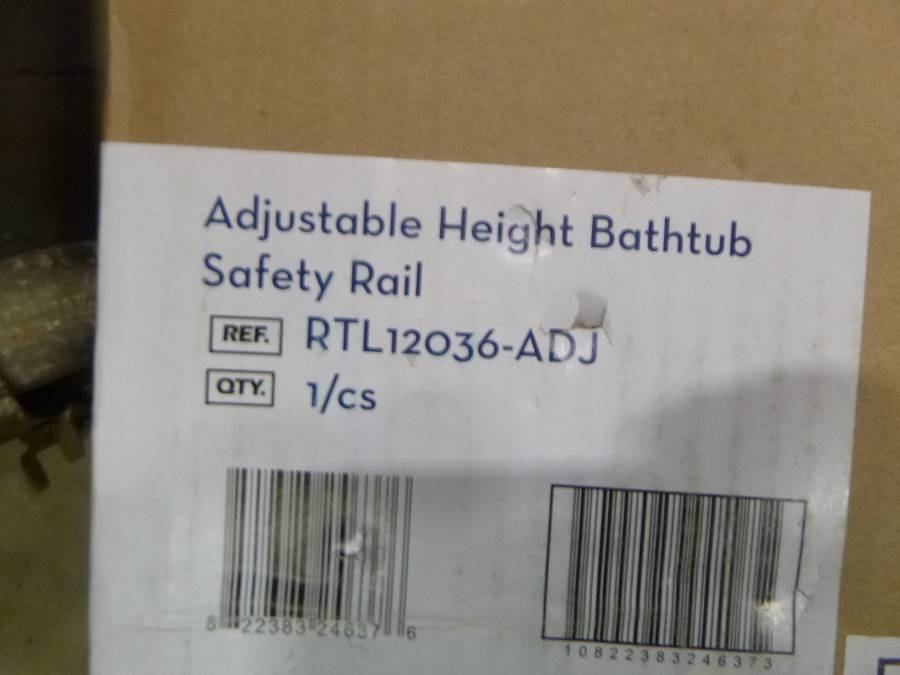 Adjustable Height Bathtub
Safety Rail
REF. RTL12036-ADJ
QTY. 1/cs
8 22383 24637 6
10822383246373